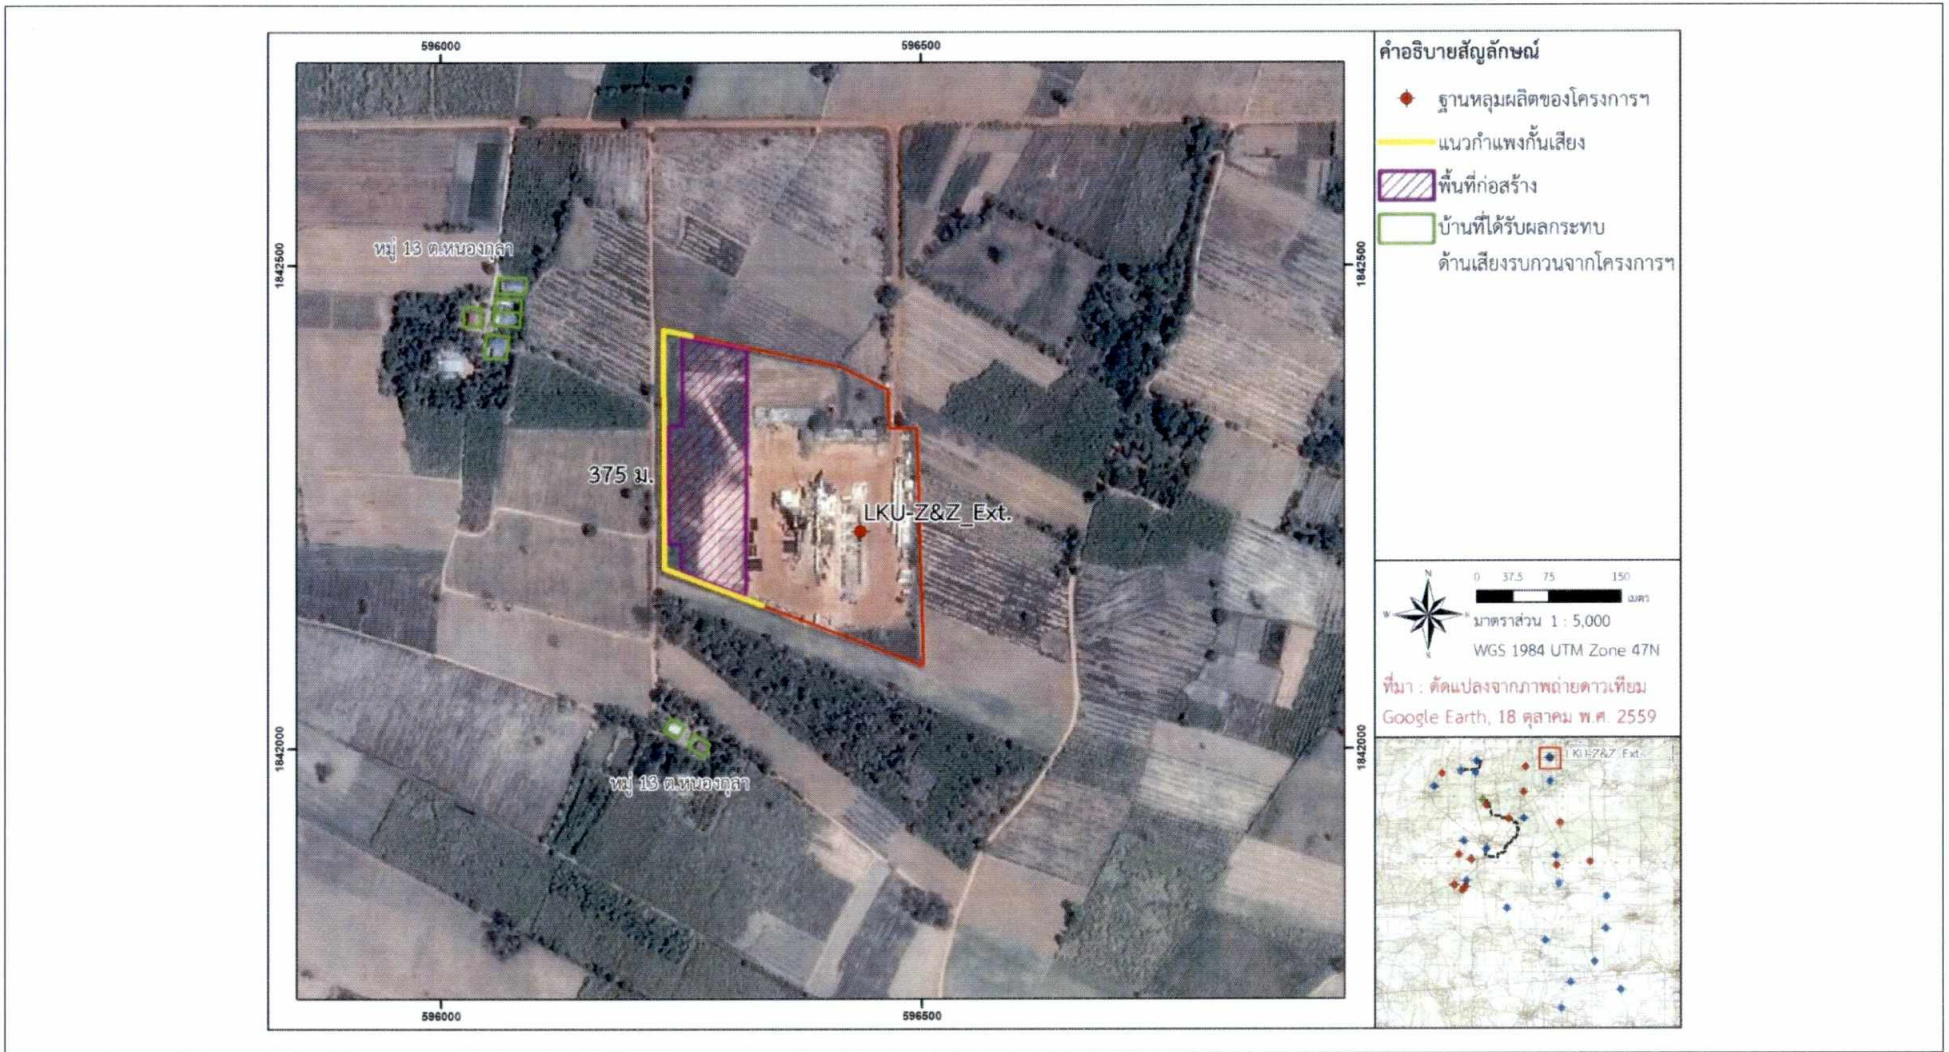 596000
596500
1842500
1842500
หมู่ 13 ต.หนองกุลา
375 ม.
LKU-Z&Z_Ext.
1842000
1842000
หมู่ 13 ต.หนองกุลา
596000
596500
คำอธิบายสัญลักษณ์
ฐานหลุมผลิตของโครงการฯ
แนวกำแพงกั้นเสียง
พื้นที่ก่อสร้าง
บ้านที่ได้รับผลกระทบ
ด้านเสียงรบกวนจากโครงการฯ
N
W
E
S
0 37.5 75 150
เมตร
มาตราส่วน 1 : 5,000
WGS 1984 UTM Zone 47N
ที่มา : ดัดแปลงจากภาพถ่ายดาวเทียม
Google Earth, 18 ตุลาคม พ.ศ. 2559
LKU-Z&Z_Ext.